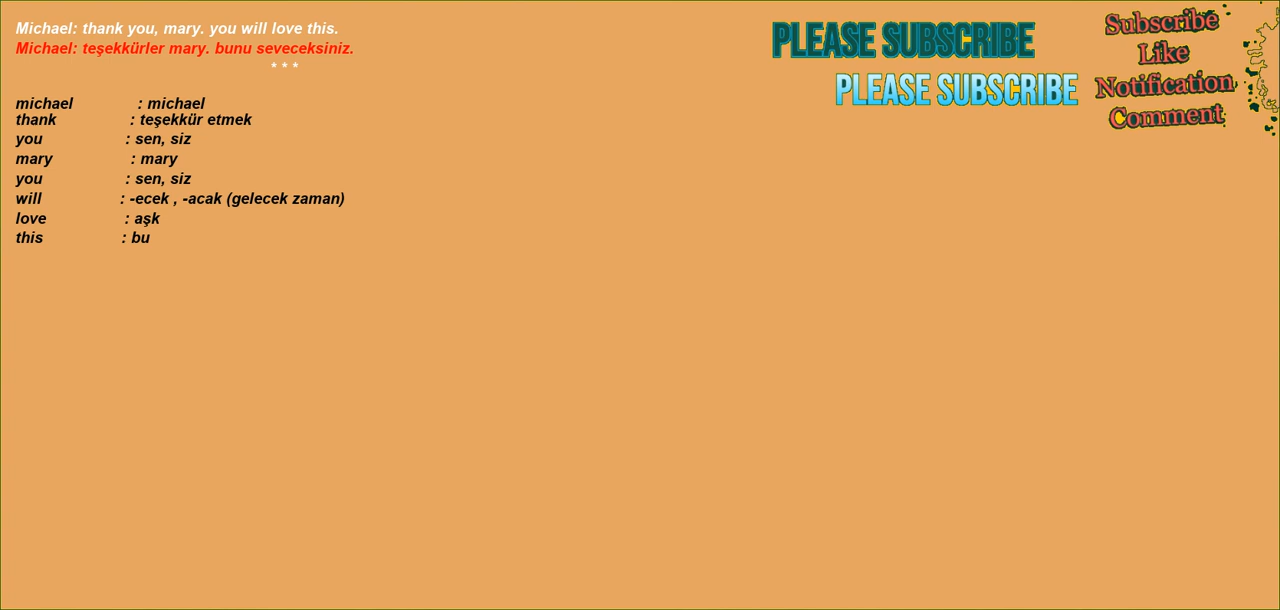 Michael: thank you, mary. you will love this.
Michael: teşekkürler mary. bunu seveceksiniz.
* * *
michael : michael
thank : teşekkür etmek
you : sen, siz
mary : mary
you : sen, siz
will : -ecek , -acak (gelecek zaman)
love : aşk
this : bu
PLEASE SUBSCRIBE
PLEASE SUBSCRIBE
Subscribe
Like
Notification
Comment